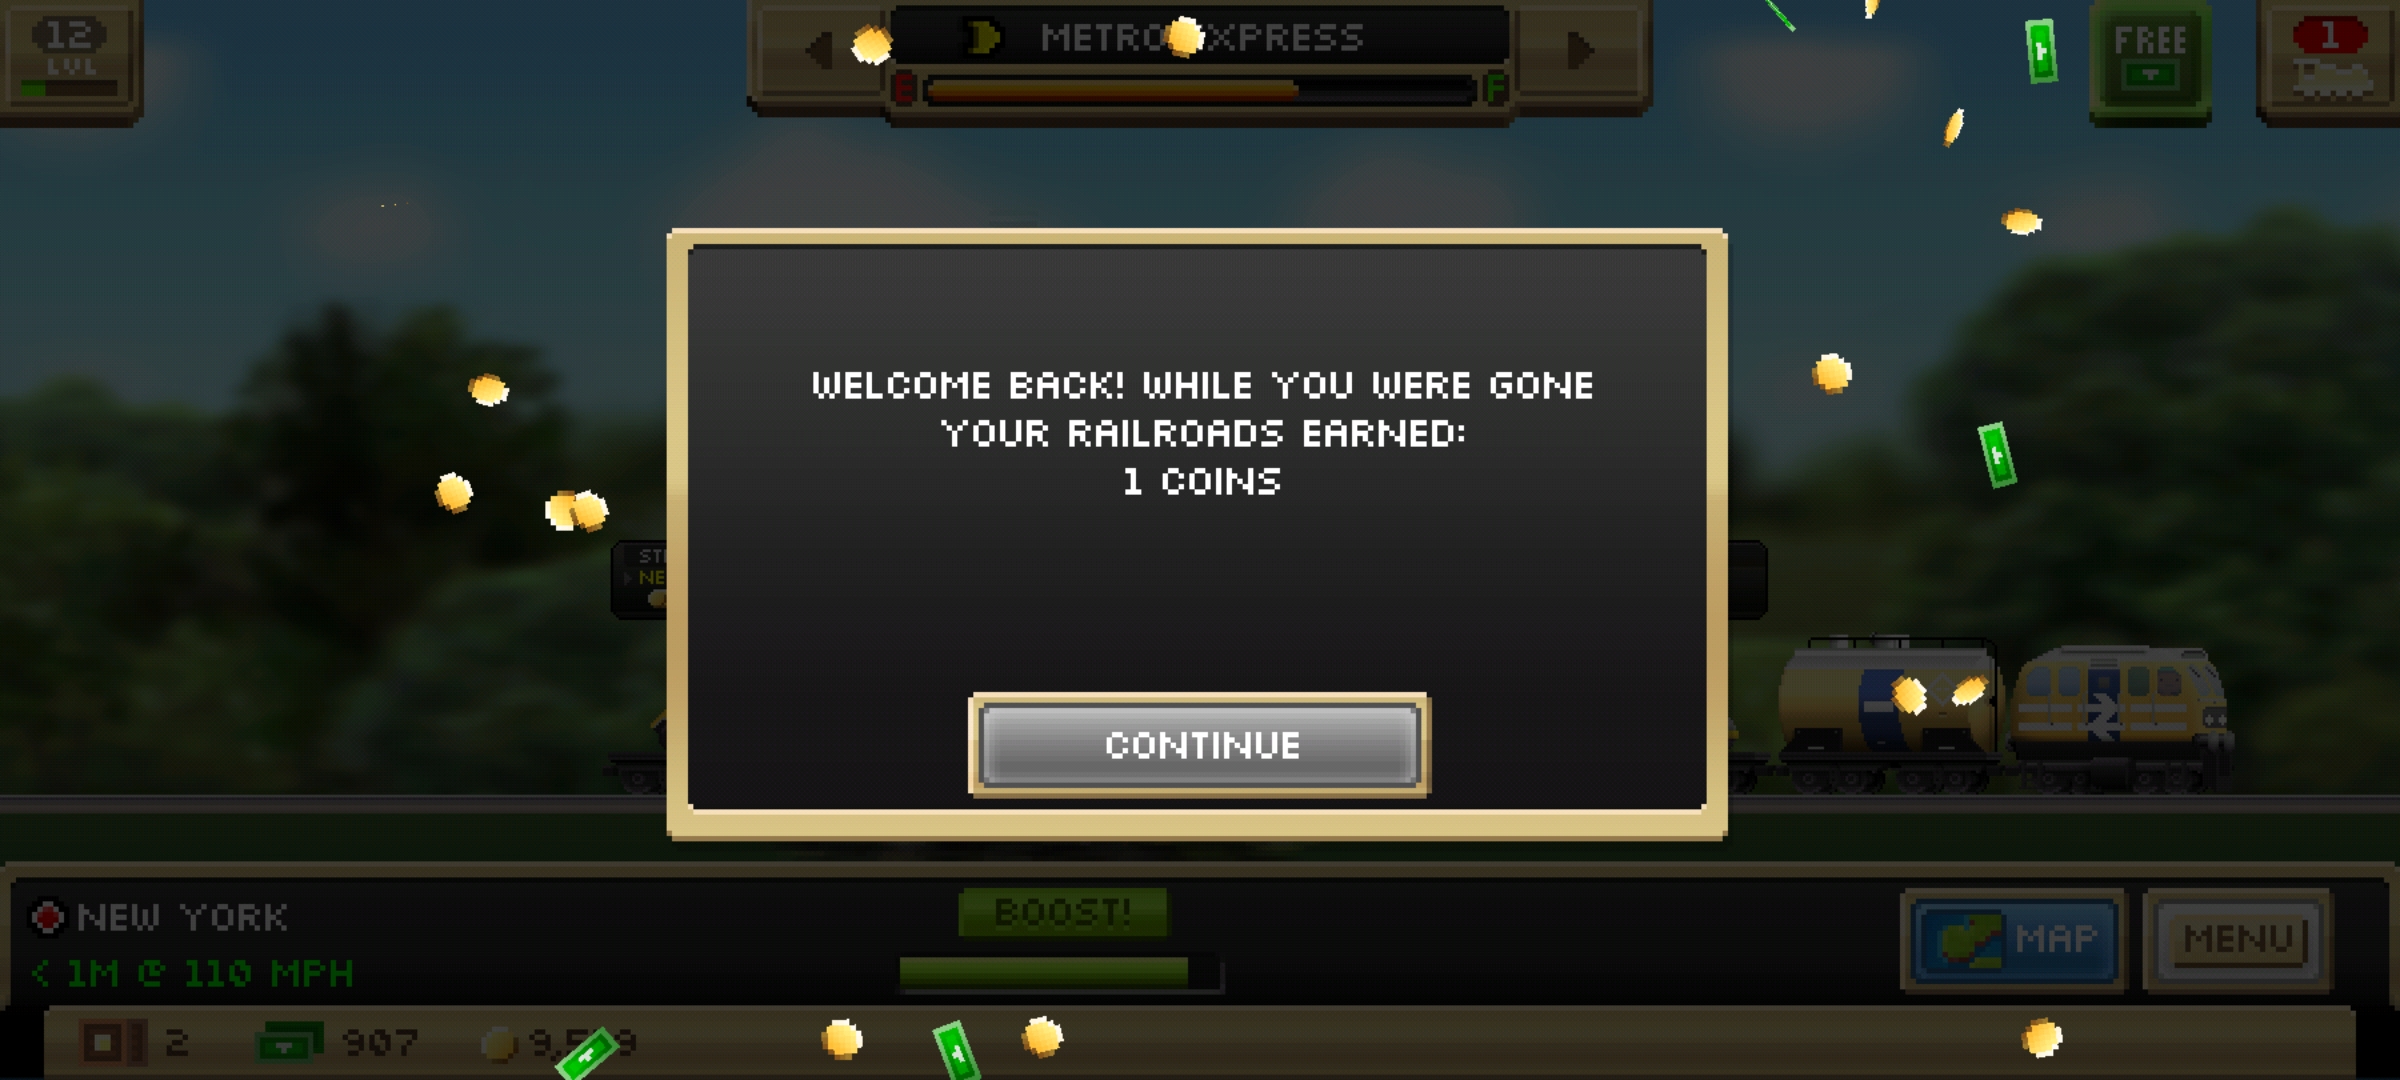 12
LVL
METRO XPRESS
E
F
FREE
1
WELCOME BACK! WHILE YOU WERE GONE
YOUR RAILROADS EARNED:
1 COINS
CONTINUE
NEW YORK
< 1M @ 110 MPH
BOOST!
MAP
MENU
2
907